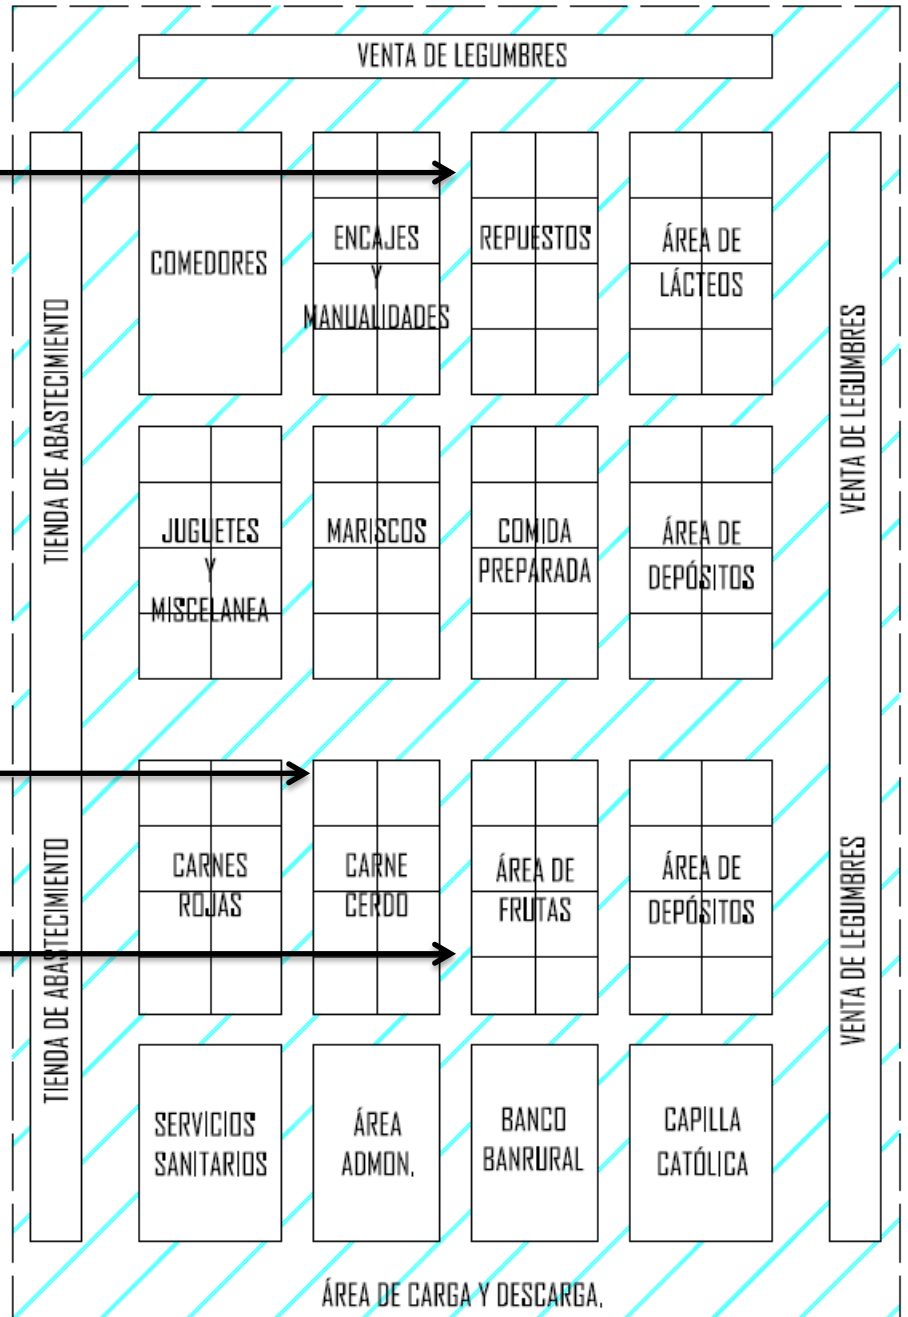 VENTA DE LEGUMBRES
COMEDORES
ENCAJES
Y
MANUALIDADES
REPUESTOS
ÁREA DE
LÁCTEOS
TIENDA DE ABASTECIMIENTO
VENTA DE LEGUMBRES
JUGUETES
Y
MISCELANEA
MARISCOS
COMIDA
PREPARADA
ÁREA DE
DEPÓSITOS
CARNES
ROJAS
CARNE
CERDO
ÁREA DE
FRUTAS
ÁREA DE
DEPÓSITOS
TIENDA DE ABASTECIMIENTO
VENTA DE LEGUMBRES
SERVICIOS
SANITARIOS
ÁREA
ADMON.
BANCO
BANRURAL
CAPILLA
CATÓLICA
ÁREA DE CARGA Y DESCARGA.